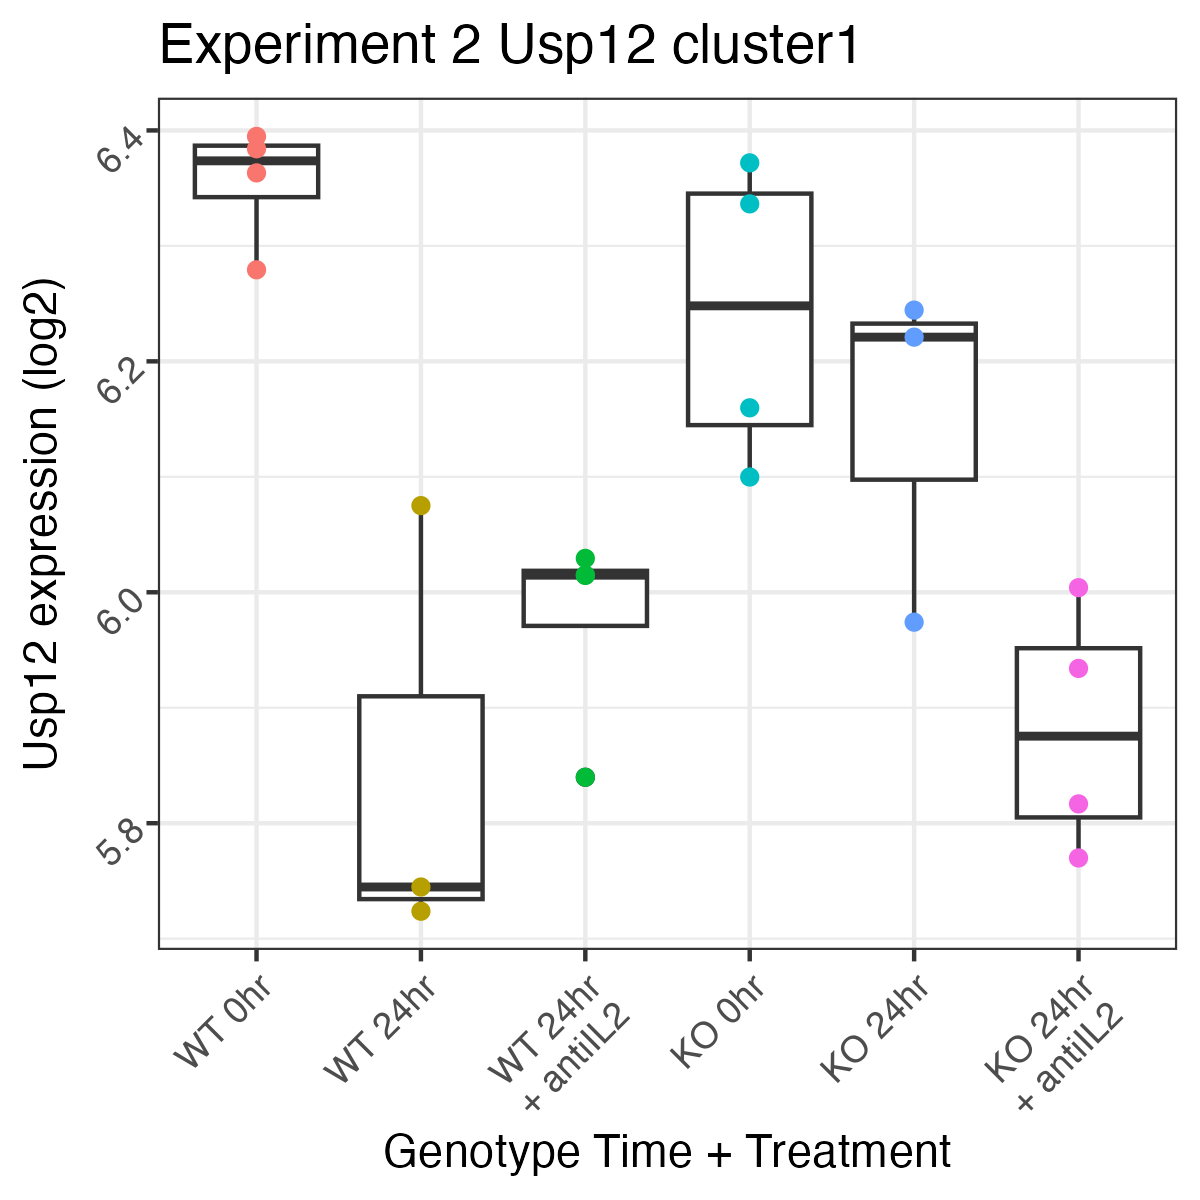 Experiment 2 Usp12 cluster1
Usp12 expression (log2)
6.4
6.2
6.0
5.8
WT 0hr
WT 24hr
WT 24hr
+ antiIL2
KO 0hr
KO 24hr
KO 24hr
+ antiIL2
Genotype Time + Treatment